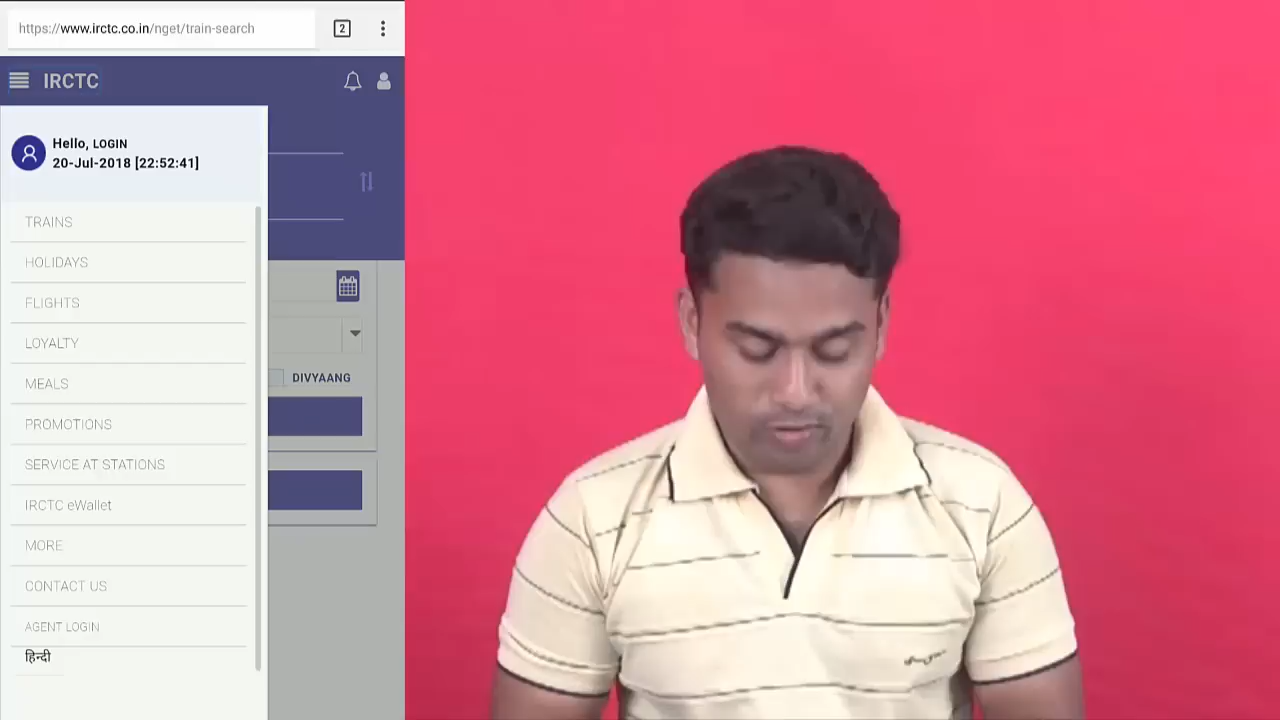 https://www.irctc.co.in/nget/train-search
2
IRCTC
Hello, LOGIN
20-Jul-2018 [22:52:41]
TRAINS
HOLIDAYS
FLIGHTS
LOYALTY
MEALS
DIVYAANG
PROMOTIONS
SERVICE AT STATIONS
IRCTC eWallet
MORE
CONTACT US
AGENT LOGIN
हिन्दी